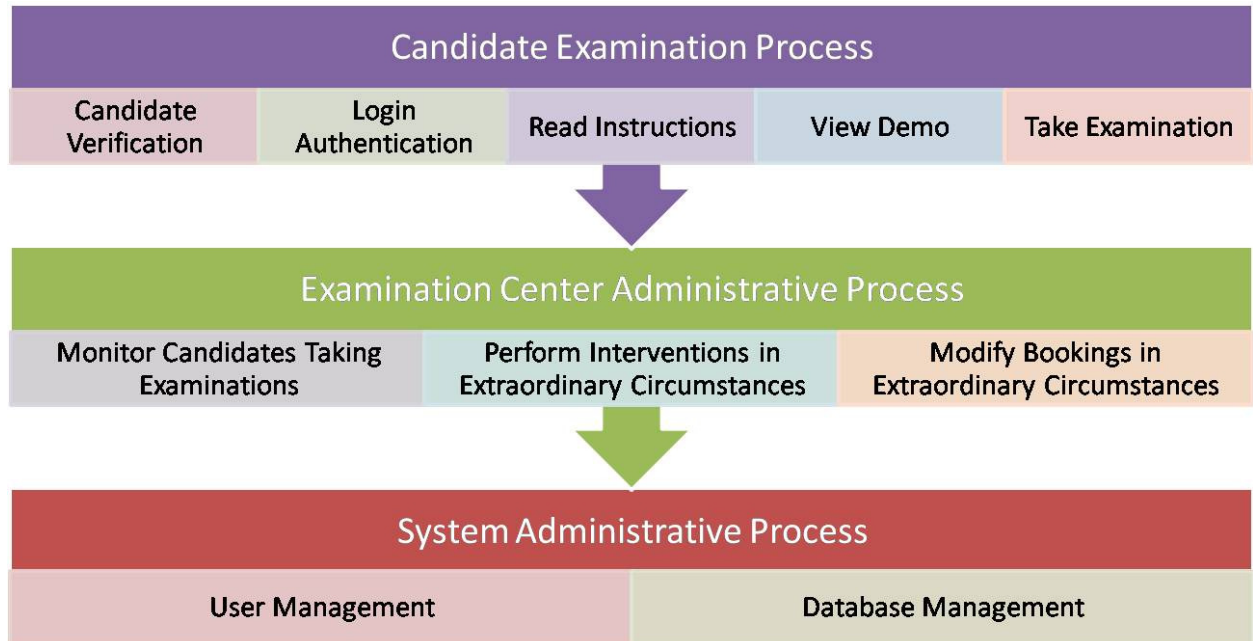 Candidate Examination Process
Candidate
Verification
Login
Authentication
Read Instructions
View Demo
Take Examination
Examination Center Administrative Process
Monitor Candidates Taking
Examinations
Perform Interventions in
Extraordinary Circumstances
Modify Bookings in
Extraordinary Circumstances
System Administrative Process
User Management
Database Management